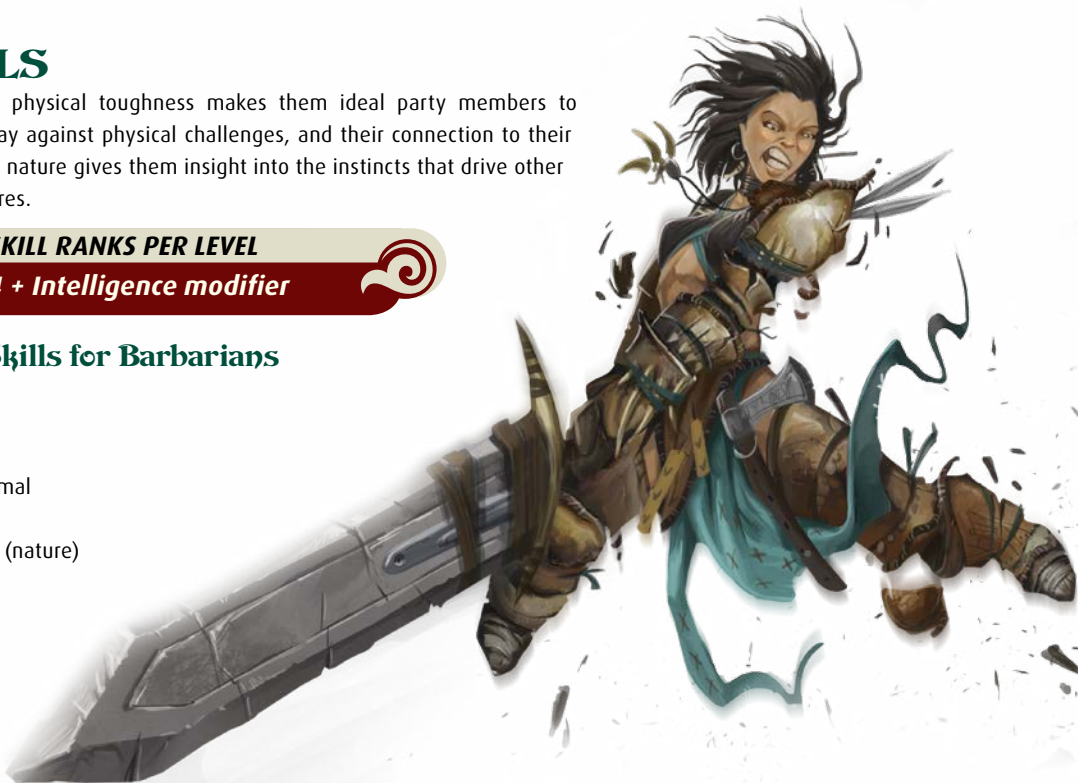 LS
physical toughness makes them ideal party members to
ay against physical challenges, and their connection to their
nature gives them insight into the instincts that drive other
res.
KILL RANKS PER LEVEL
+ Intelligence modifier
kills for Barbarians
mal
(nature)